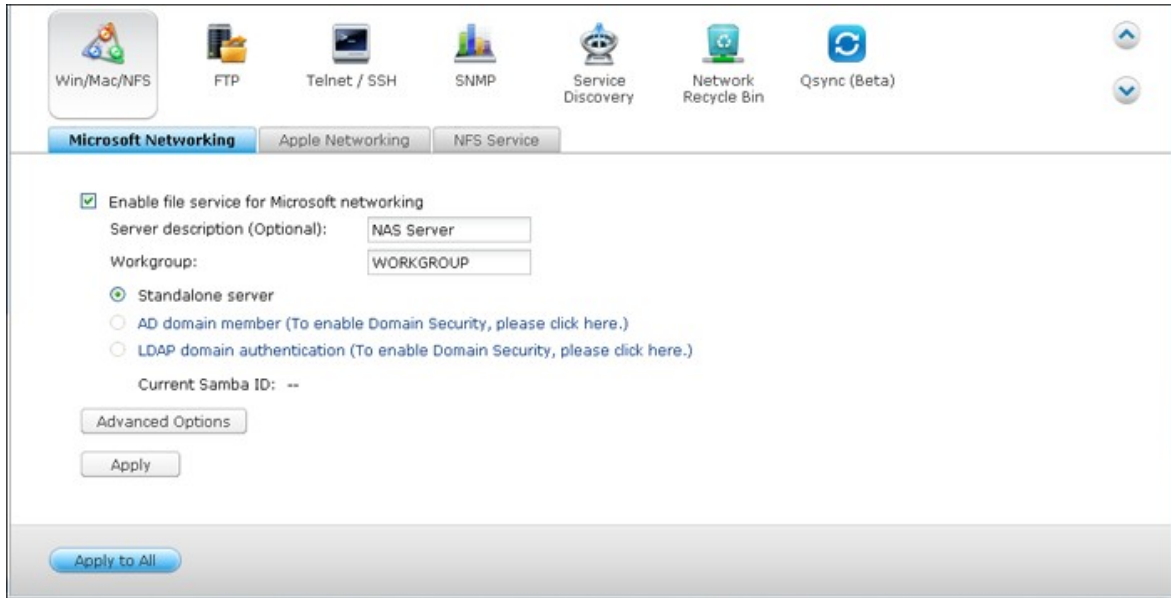 Win/Mac/NFS
FTP
Telnet / SSH
SNMP
Service
Discovery
Network
Recycle Bin
Qsync (Beta)
Microsoft Networking
Apple Networking
NFS Service
Enable file service for Microsoft networking
Server description (Optional): NAS Server
Workgroup: WORKGROUP
Standalone server
AD domain member (To enable Domain Security, please click here.)
LDAP domain authentication (To enable Domain Security, please click here.)
Current Samba ID: --
Advanced Options
Apply
Apply to All